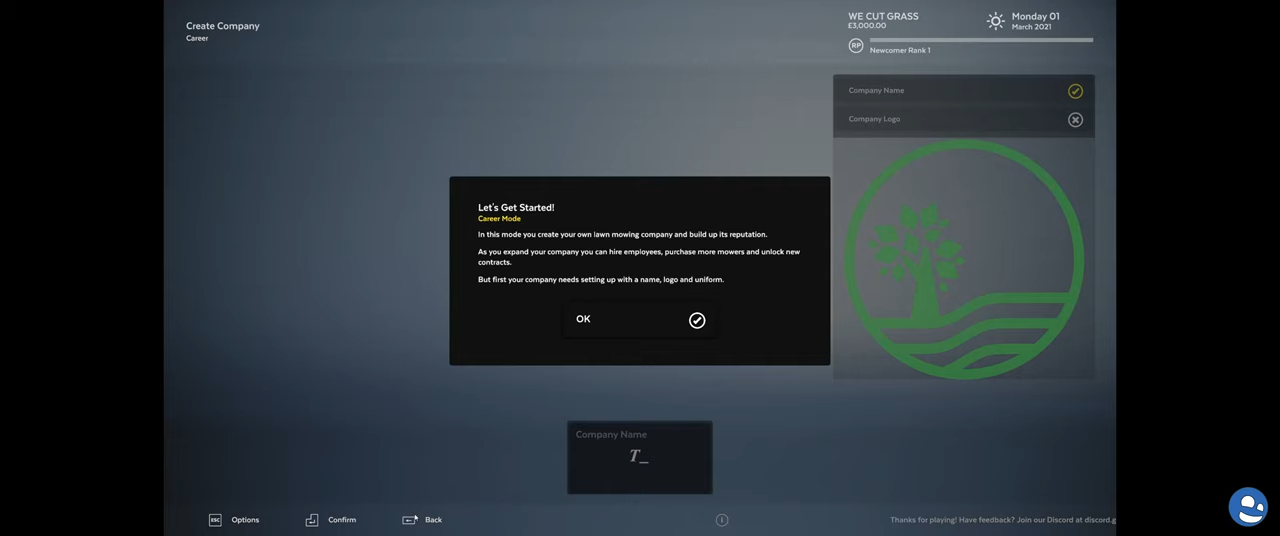 Create Company
Career
WE CUT GRASS
£3,000.00
Monday 01
March 2021
RP
Newcomer Rank 1
Company Name
Company Logo
Let's Get Started!
Career Mode
In this mode you create your own lawn mowing company and build up its reputation.
As you expand your company you can hire employees, purchase more mowers and unlock new
contracts.
But first your company needs setting up with a name, logo and uniform.
OK
Company Name
T_
ESC Options
Confirm
Back
i
Thanks for playing! Have feedback? Join our Discord at discord.g